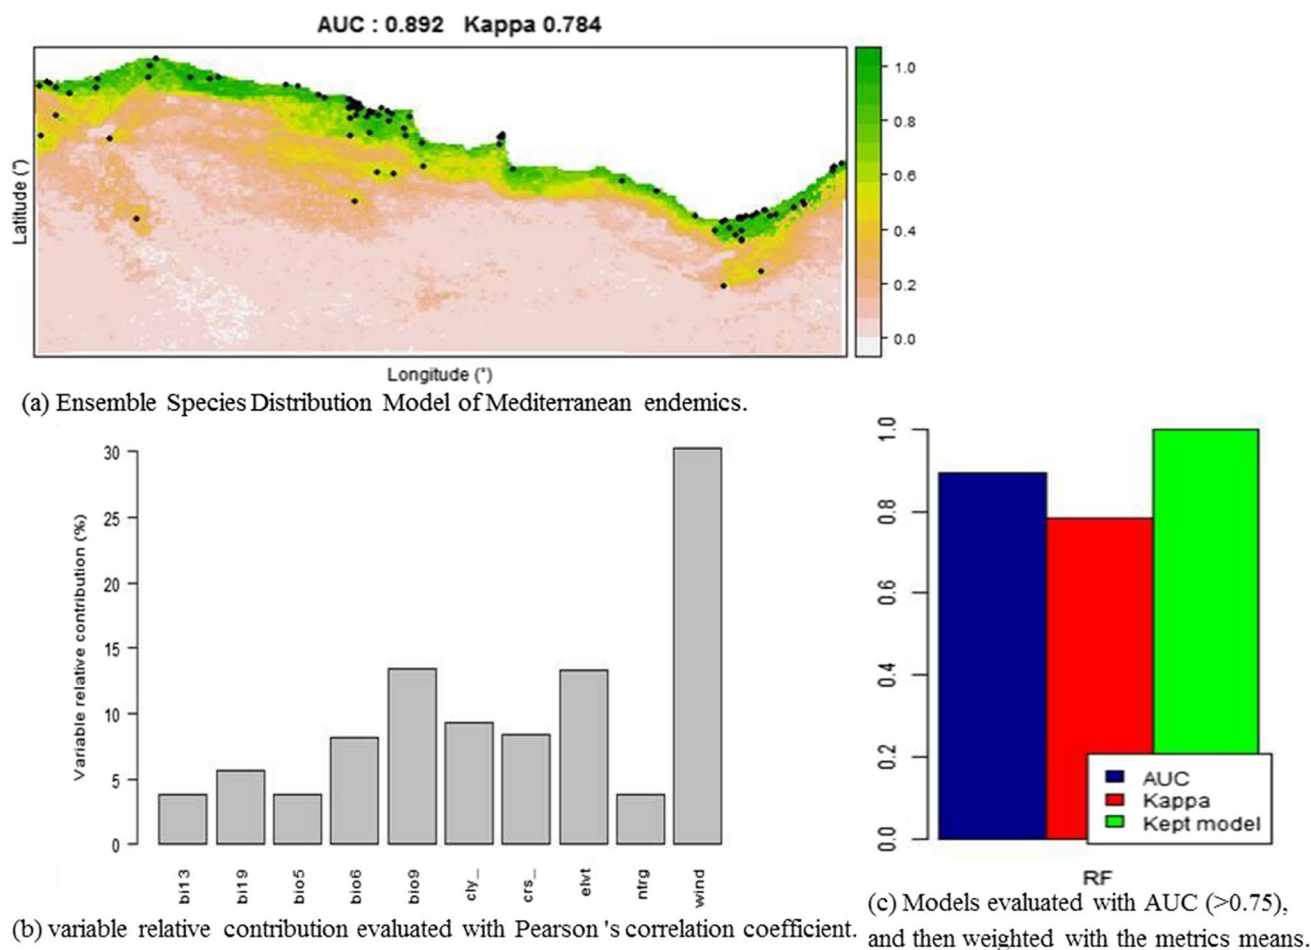 AUC : 0.892 Kappa 0.784
Latitude (°)
1.0
0.8
0.6
0.4
0.2
0.0
Longitude (°)
(a) Ensemble Species Distribution Model of Mediterranean endemics.
Variable relative contribution (%)
30
25
20
15
10
5
0
bi13 bi19 bio5 bio6 bio9 cly_ crs_ elvt ntrg wind
(b) variable relative contribution evaluated with Pearson 's correlation coefficient.
1.0
0.8
0.6
0.4
0.2
0.0
AUC
Kappa
Kept model
RF
(c) Models evaluated with AUC (>0.75),
and then weighted with the metrics means.